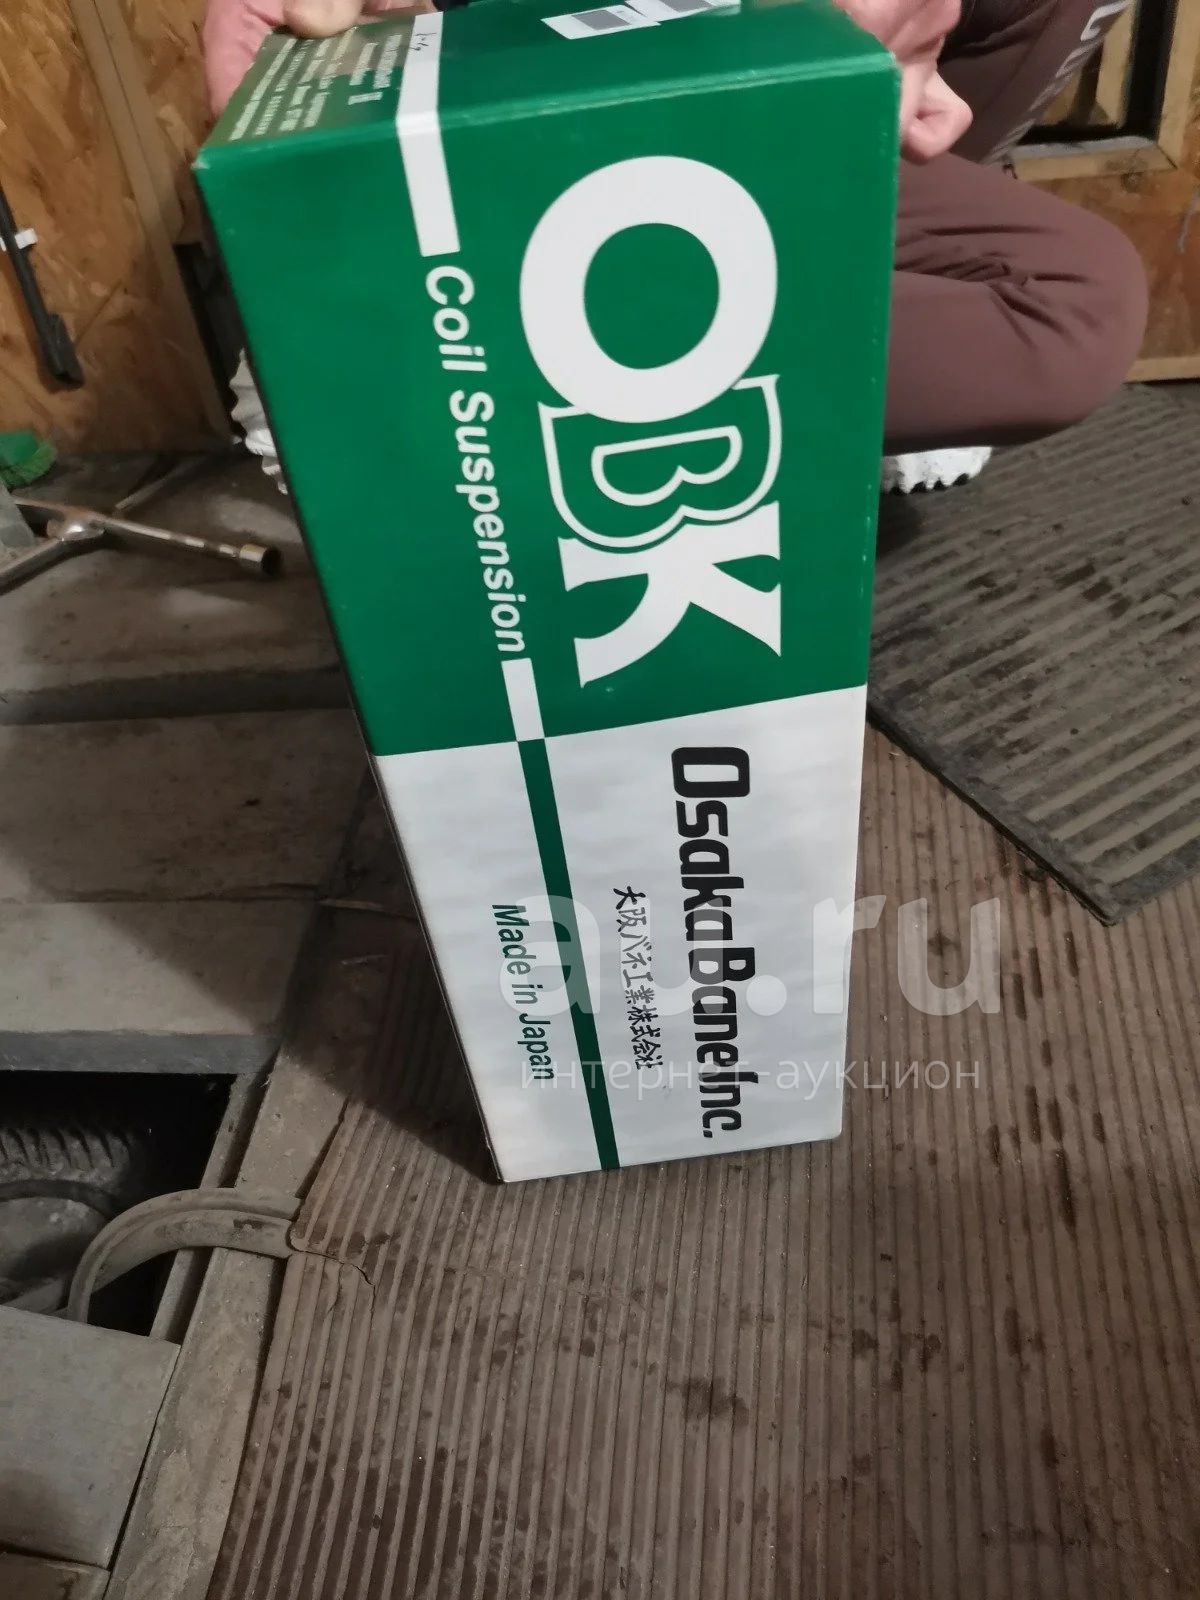 OBK
Coil Suspension
OsakaBaneInc.
大阪バネ工業株式会社
Made in Japan
au.ru
интернет-аукцион